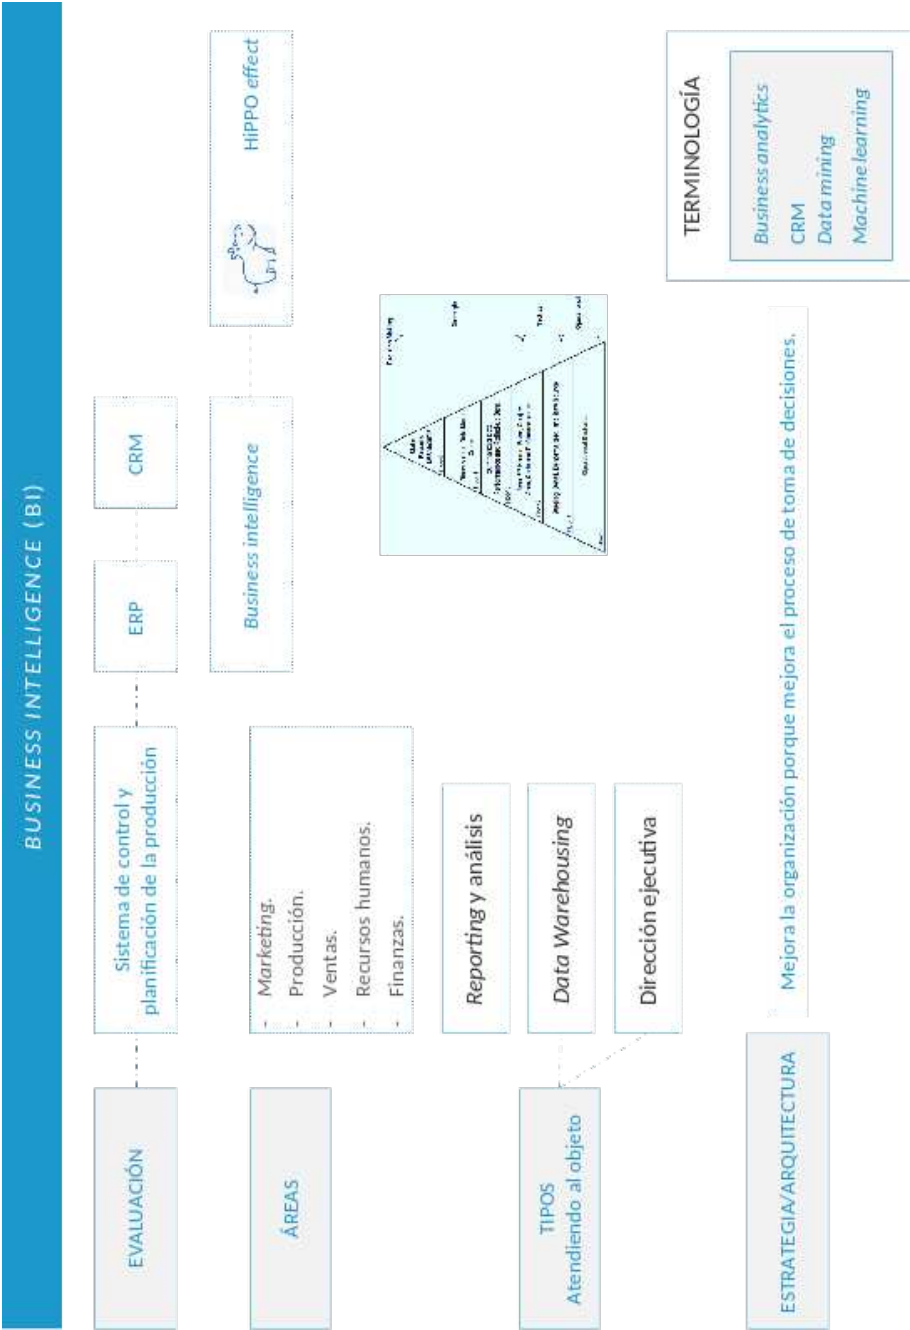 BUSINESS INTELLIGENCE (BI)
EVALUACIÓN
Sistema de control y
planificación de la producción
ERP
CRM
Business intelligence
HiPPO effect
ÁREAS
- Marketing.
- Producción.
- Ventas.
- Recursos humanos.
- Finanzas.
TIPOS
Atendiendo al objeto
Reporting y análisis
Data Warehousing
Dirección ejecutiva
ESTRATEGIA/ARQUITECTURA
Mejora la organización porque mejora el proceso de toma de decisiones.
TERMINOLOGÍA
Business analytics
CRM
Data mining
Machine learning